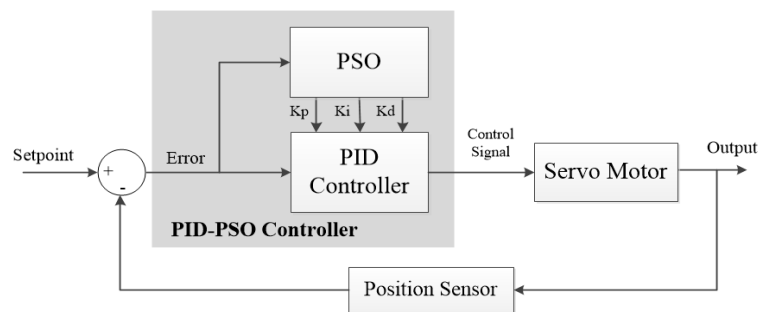 PSO
Kp Ki Kd
Setpoint
+
-
Error
PID
Controller
Control
Signal
Servo Motor
Output
PID-PSO Controller
Position Sensor